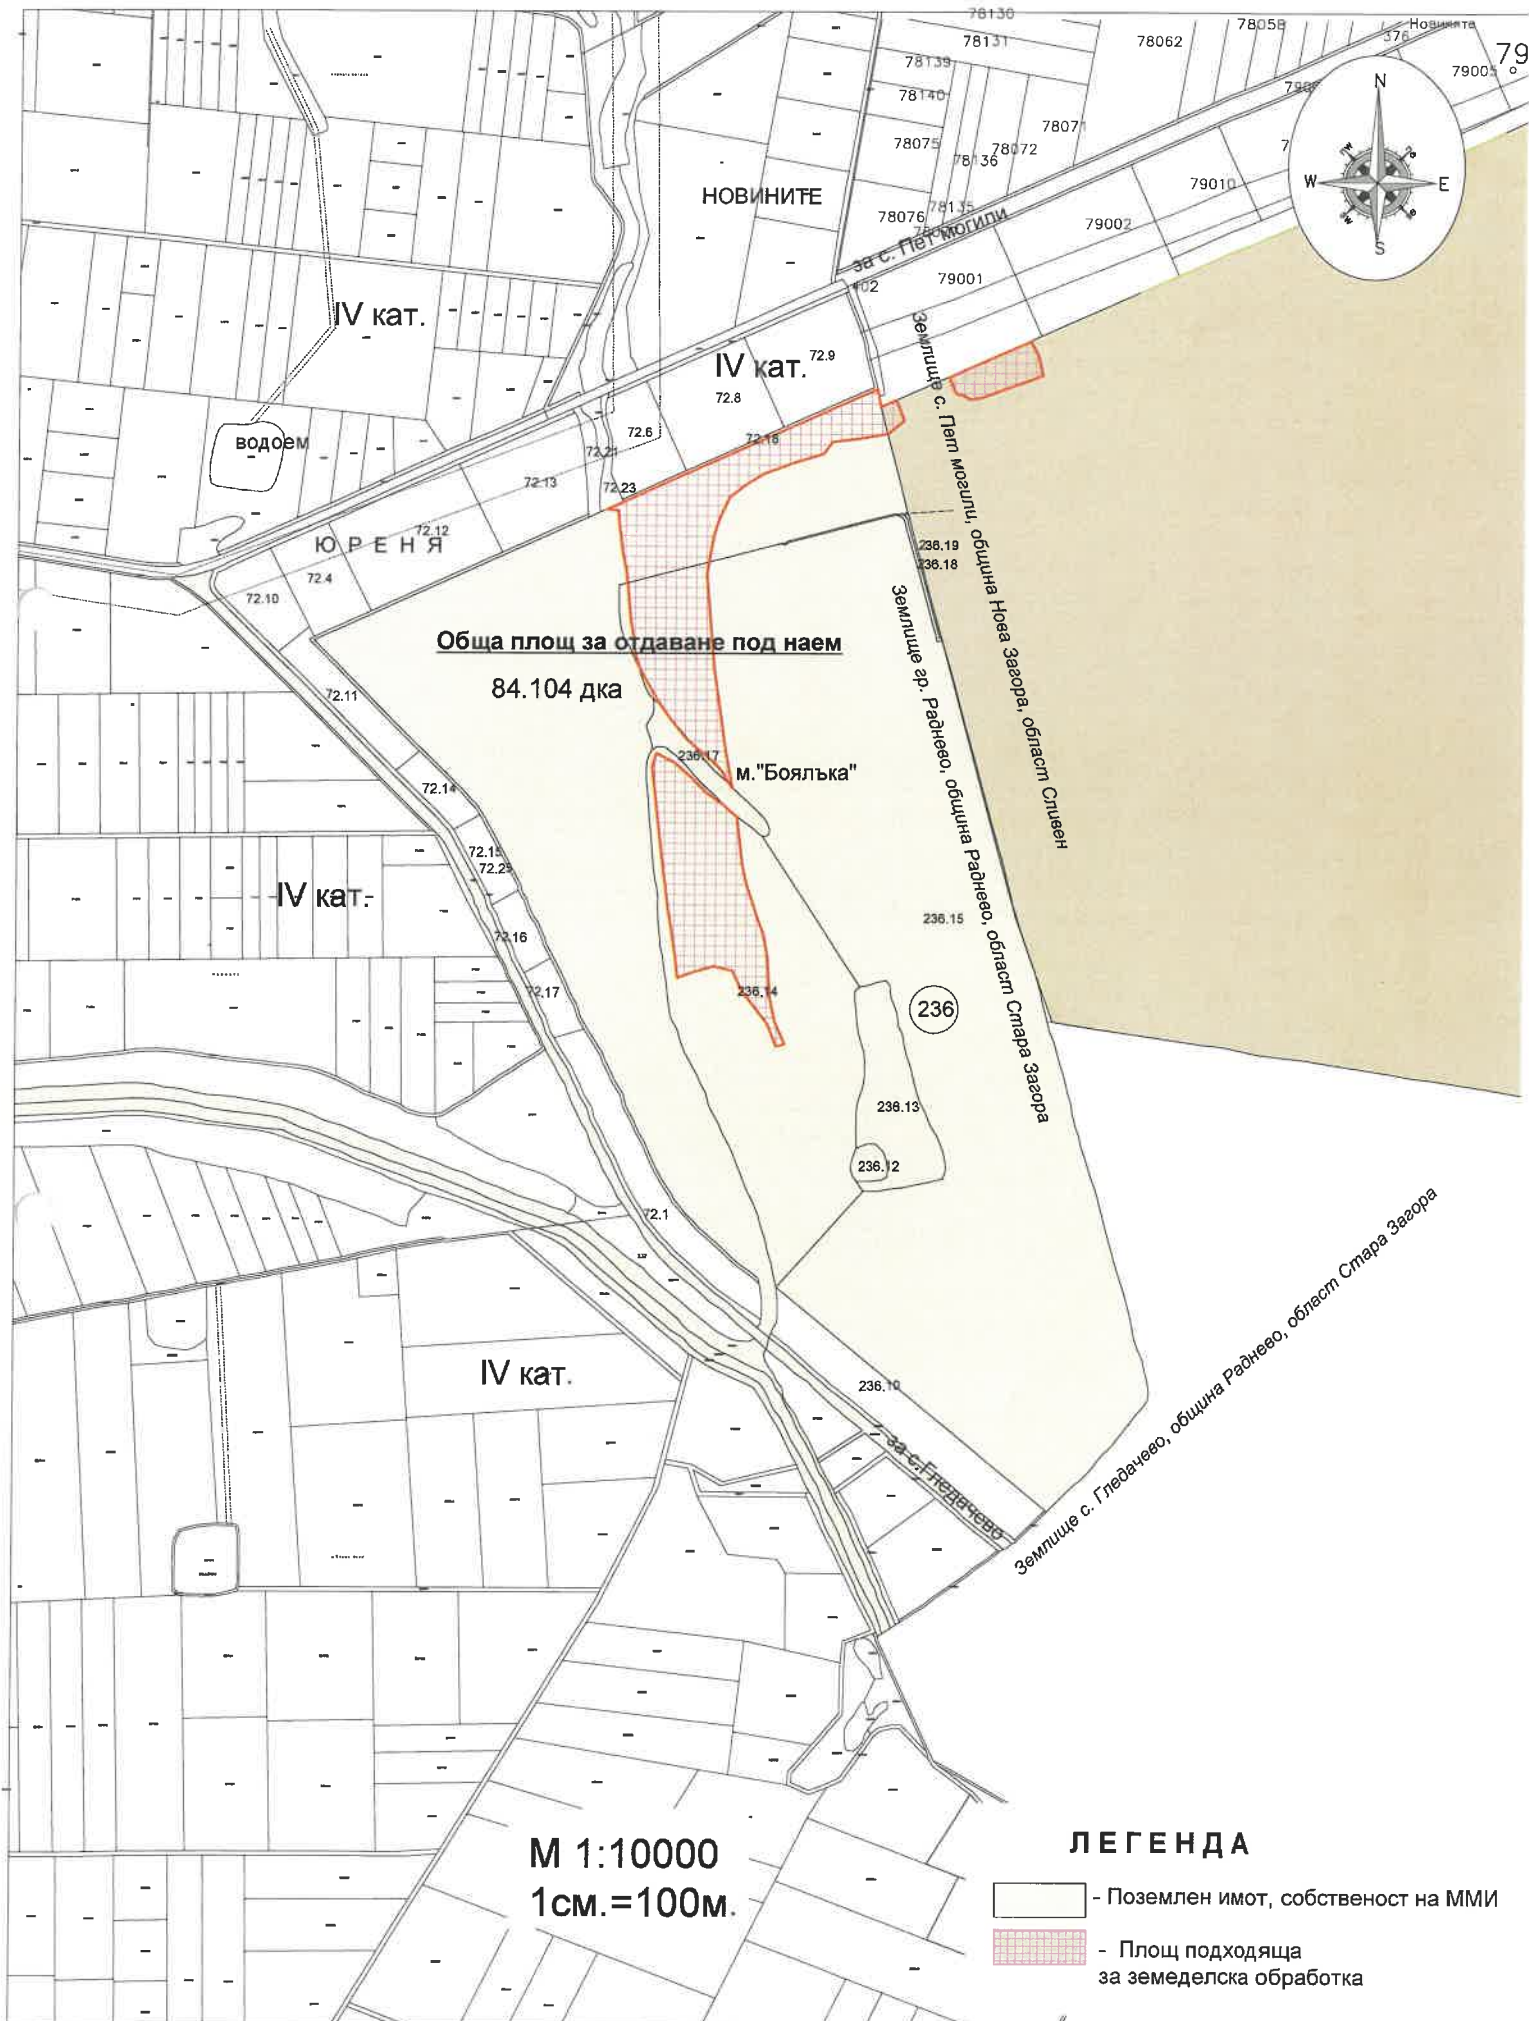 78130
78131
78139
78140
78075
78136
78072
78071
78076
78135
78062
78058
Новините
376
79005
79
N
W
E
S
НОВИНИТЕ
за с. Пет могили
402
79001
79002
79010
IV кат.
IV кат.
72.9
72.8
72.6
72.18
72.21
72.23
72.13
72.12
ЮРЕНЯ
72.4
72.10
водоем
Землище с. Пет могили, община Нова Загора, област Сливен
236.19
236.18
Землище гр. Раднево, община Раднево, област Стара Загора
Обща площ за отдаване под наем
84.104 дка
72.11
236.17
м."Боялъка"
72.14
72.15
72.25
IV кат.
72.16
72.17
236.15
236.14
236
236.13
236.12
72.1
IV кат.
236.10
за с.Гледачево
Землище с. Гледачево, община Раднево, област Стара Загора
М 1:10000
1см.=100м.
ЛЕГЕНДА
- Поземлен имот, собственост на ММИ
- Площ подходяща
за земеделска обработка